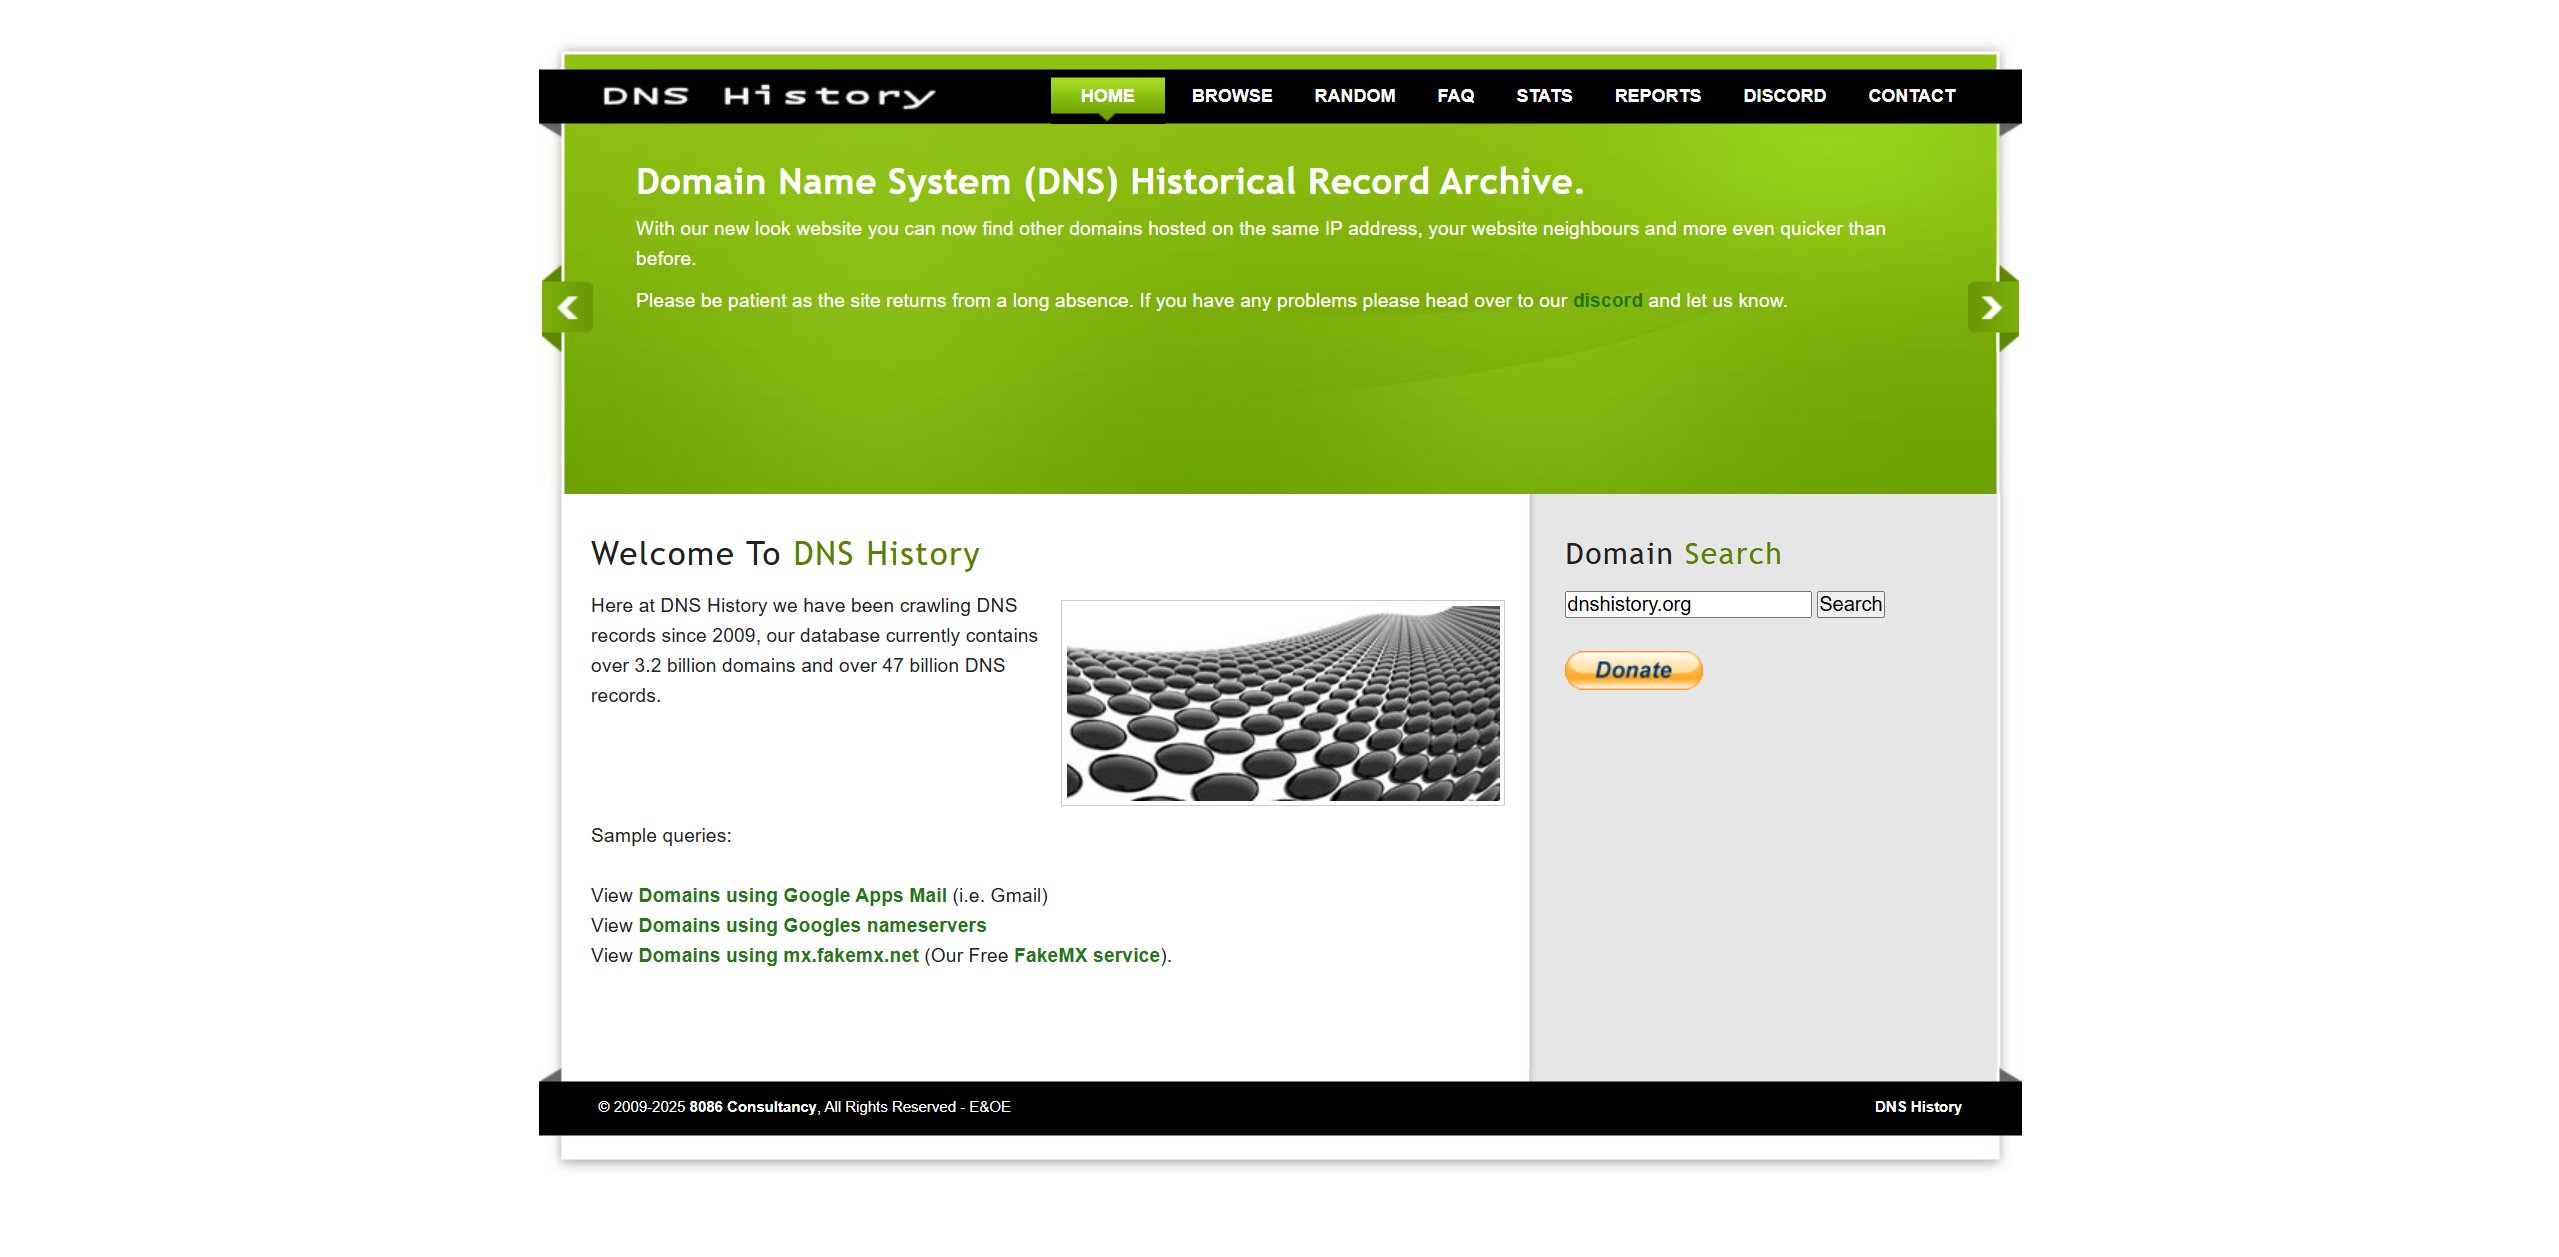 DNS History
HOME BROWSE RANDOM FAQ STATS REPORTS DISCORD CONTACT
Domain Name System (DNS) Historical Record Archive.
With our new look website you can now find other domains hosted on the same IP address, your website neighbours and more even quicker than
before.
Please be patient as the site returns from a long absence. If you have any problems please head over to our discord and let us know.
Welcome To DNS History
Here at DNS History we have been crawling DNS
records since 2009, our database currently contains
over 3.2 billion domains and over 47 billion DNS
records.
Sample queries:
View Domains using Google Apps Mail (i.e. Gmail)
View Domains using Googles nameservers
View Domains using mx.fakemx.net (Our Free FakeMX service).
Domain Search
dnshistory.org Search
Donate
© 2009-2025 8086 Consultancy, All Rights Reserved - E&OE
DNS History